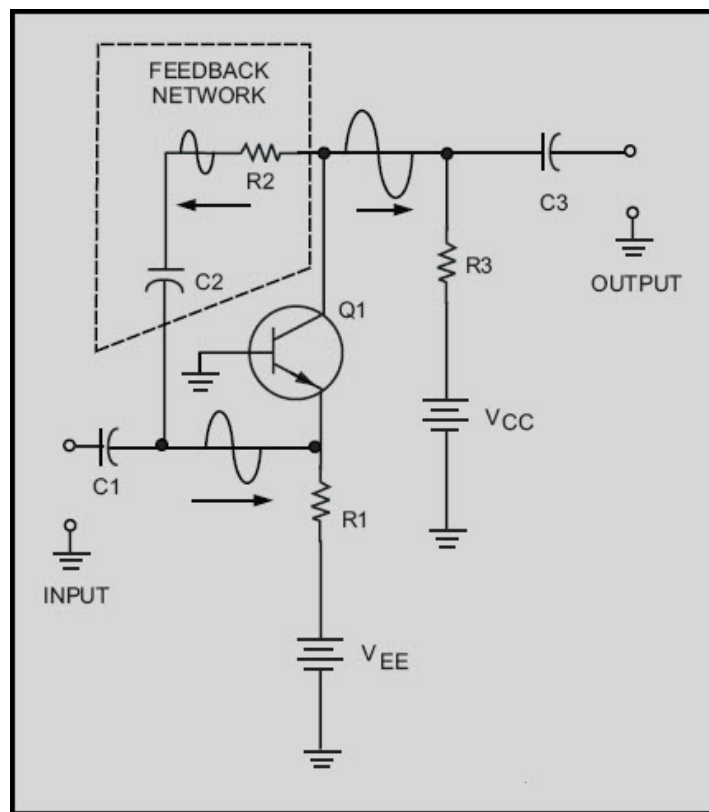 FEEDBACK
NETWORK
R2
C3
R3
OUTPUT
C2
Q1
VCC
C1
R1
INPUT
VEE